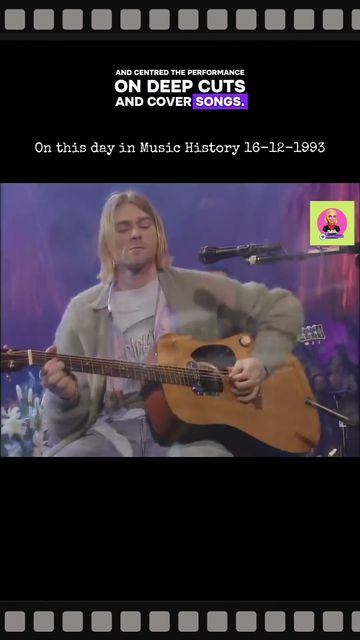 AND CENTRED THE PERFORMANCE
ON DEEP CUTS
AND COVER SONGS.
On this day in Music History 16-12-1993